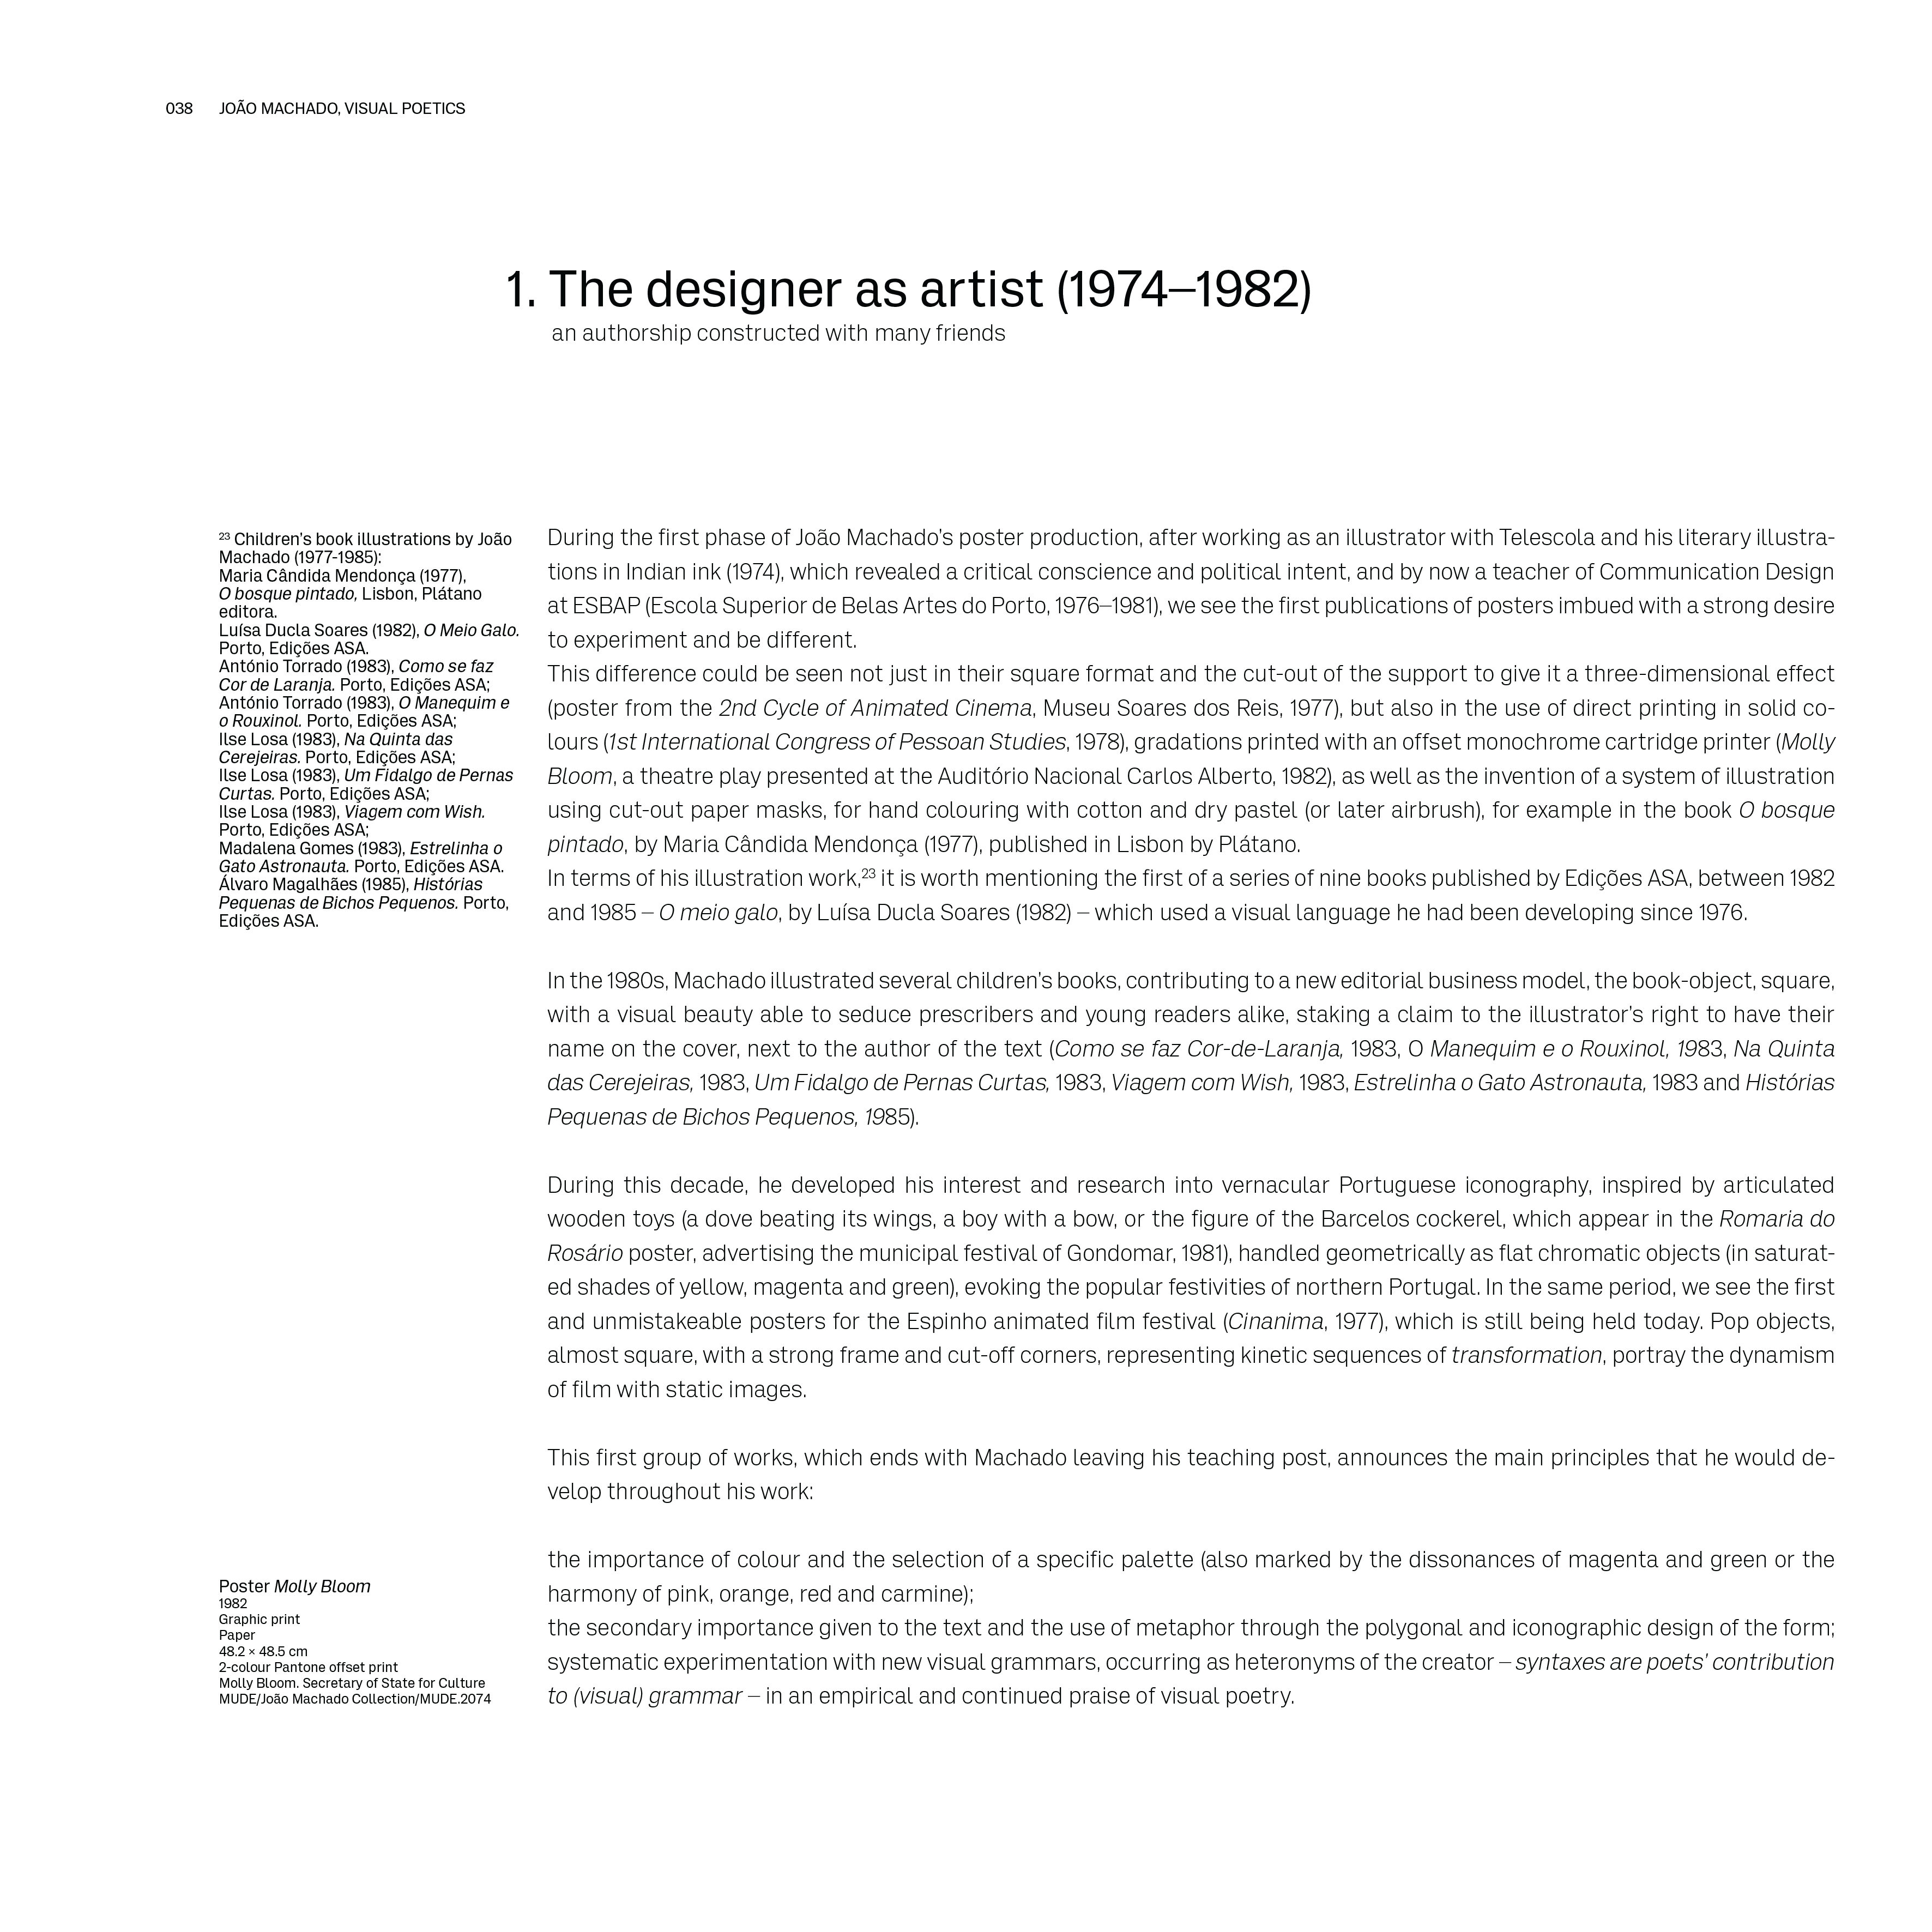 038 JOÃO MACHADO, VISUAL POETICS
1. The designer as artist (1974–1982)
an authorship constructed with many friends
23 Children’s book illustrations by João
Machado (1977-1985):
Maria Cândida Mendonça (1977),
O bosque pintado, Lisbon, Plátano
editora.
Luísa Ducla Soares (1982), O Meio Galo.
Porto, Edições ASA.
António Torrado (1983), Como se faz
Cor de Laranja. Porto, Edições ASA;
António Torrado (1983), O Manequim e
o Rouxinol. Porto, Edições ASA;
Ilse Losa (1983), Na Quinta das
Cerejeiras. Porto, Edições ASA;
Ilse Losa (1983), Um Fidalgo de Pernas
Curtas. Porto, Edições ASA;
Ilse Losa (1983), Viagem com Wish.
Porto, Edições ASA;
Madalena Gomes (1983), Estrelinha o
Gato Astronauta. Porto, Edições ASA.
Álvaro Magalhães (1985), Histórias
Pequenas de Bichos Pequenos. Porto,
Edições ASA.
During the first phase of João Machado’s poster production, after working as an illustrator with Telescola and his literary illustra-
tions in Indian ink (1974), which revealed a critical conscience and political intent, and by now a teacher of Communication Design
at ESBAP (Escola Superior de Belas Artes do Porto, 1976–1981), we see the first publications of posters imbued with a strong desire
to experiment and be different.
This difference could be seen not just in their square format and the cut-out of the support to give it a three-dimensional effect
(poster from the 2nd Cycle of Animated Cinema, Museu Soares dos Reis, 1977), but also in the use of direct printing in solid co-
lours (1st International Congress of Pessoan Studies, 1978), gradations printed with an offset monochrome cartridge printer (Molly
Bloom, a theatre play presented at the Auditório Nacional Carlos Alberto, 1982), as well as the invention of a system of illustration
using cut-out paper masks, for hand colouring with cotton and dry pastel (or later airbrush), for example in the book O bosque
pintado, by Maria Cândida Mendonça (1977), published in Lisbon by Plátano.
In terms of his illustration work,23 it is worth mentioning the first of a series of nine books published by Edições ASA, between 1982
and 1985 – O meio galo, by Luísa Ducla Soares (1982) – which used a visual language he had been developing since 1976.
In the 1980s, Machado illustrated several children’s books, contributing to a new editorial business model, the book-object, square,
with a visual beauty able to seduce prescribers and young readers alike, staking a claim to the illustrator’s right to have their
name on the cover, next to the author of the text (Como se faz Cor-de-Laranja, 1983, O Manequim e o Rouxinol, 1983, Na Quinta
das Cerejeiras, 1983, Um Fidalgo de Pernas Curtas, 1983, Viagem com Wish, 1983, Estrelinha o Gato Astronauta, 1983 and Histórias
Pequenas de Bichos Pequenos, 1985).
During this decade, he developed his interest and research into vernacular Portuguese iconography, inspired by articulated
wooden toys (a dove beating its wings, a boy with a bow, or the figure of the Barcelos cockerel, which appear in the Romaria do
Rosário poster, advertising the municipal festival of Gondomar, 1981), handled geometrically as flat chromatic objects (in saturat-
ed shades of yellow, magenta and green), evoking the popular festivities of northern Portugal. In the same period, we see the first
and unmistakeable posters for the Espinho animated film festival (Cinanima, 1977), which is still being held today. Pop objects,
almost square, with a strong frame and cut-off corners, representing kinetic sequences of transformation, portray the dynamism
of film with static images.
This first group of works, which ends with Machado leaving his teaching post, announces the main principles that he would de-
velop throughout his work:
the importance of colour and the selection of a specific palette (also marked by the dissonances of magenta and green or the
harmony of pink, orange, red and carmine);
the secondary importance given to the text and the use of metaphor through the polygonal and iconographic design of the form;
systematic experimentation with new visual grammars, occurring as heteronyms of the creator – syntaxes are poets’ contribution
to (visual) grammar – in an empirical and continued praise of visual poetry.
Poster Molly Bloom
1982
Graphic print
Paper
48.2 × 48.5 cm
2-colour Pantone offset print
Molly Bloom. Secretary of State for Culture
MUDE/João Machado Collection/MUDE.2074